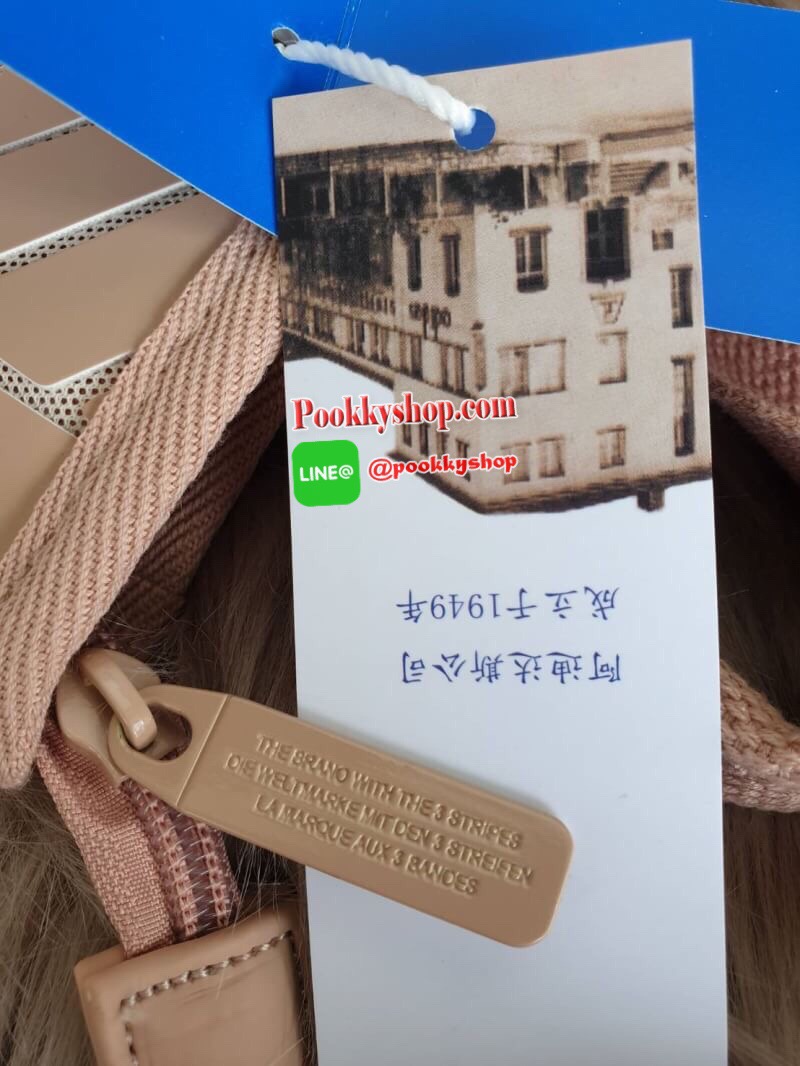 Pookkyshop.com
LINE@ @pookkyshop
阿迪达斯公司
成立于1949年
THE BRAND WITH THE 3 STRIPES
DIE WELTMARKE MIT DEN 3 STREIFEN
LA MARQUE AUX 3 BANDES